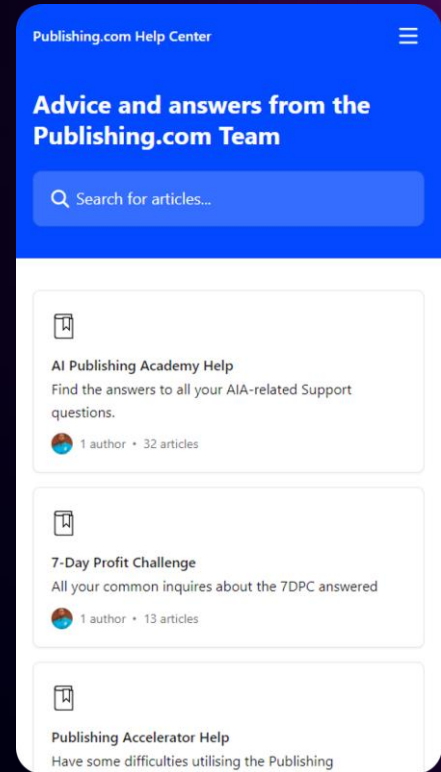 Publishing.com Help Center
Advice and answers from the
Publishing.com Team
Search for articles...
AI Publishing Academy Help
Find the answers to all your AIA-related Support
questions.
1 author • 32 articles
7-Day Profit Challenge
All your common inquires about the 7DPC answered
1 author • 13 articles
Publishing Accelerator Help
Have some difficulties utilising the Publishing